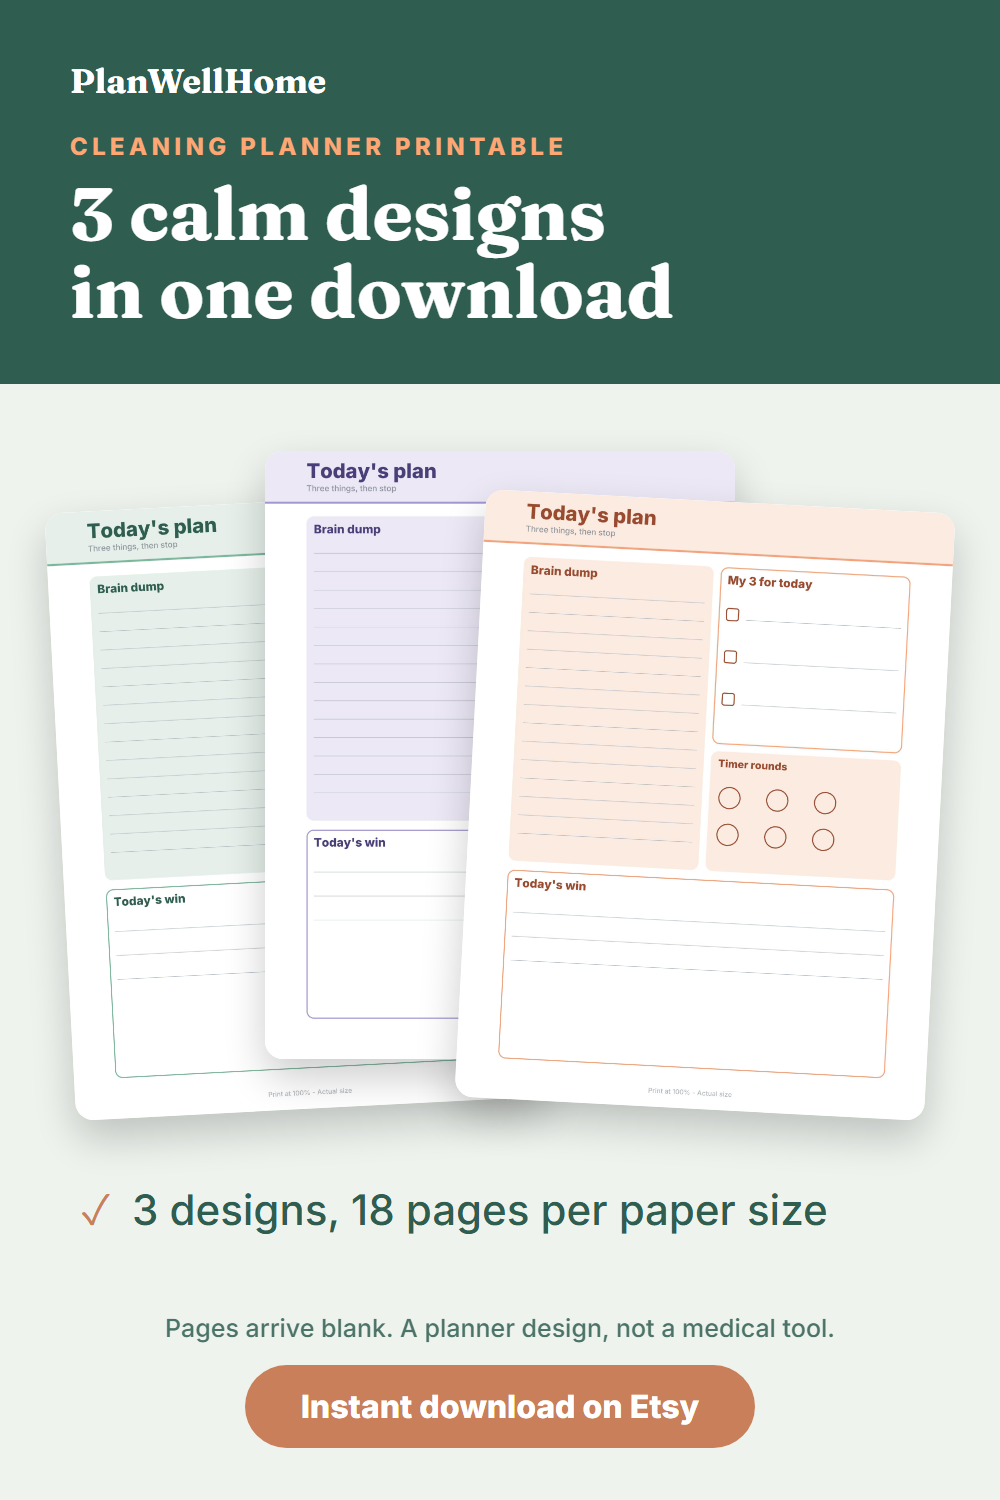 PlanWellHome
CLEANING PLANNER PRINTABLE
3 calm designs
in one download
Today's plan
Three things, then stop
Brain dump
Today's win
Print at 100% - Actual size
Today's plan
Three things, then stop
Brain dump
Today's win
Today's plan
Three things, then stop
Brain dump
My 3 for today
Timer rounds
Today's win
Print at 100% - Actual size
✓ 3 designs, 18 pages per paper size
Pages arrive blank. A planner design, not a medical tool.
Instant download on Etsy